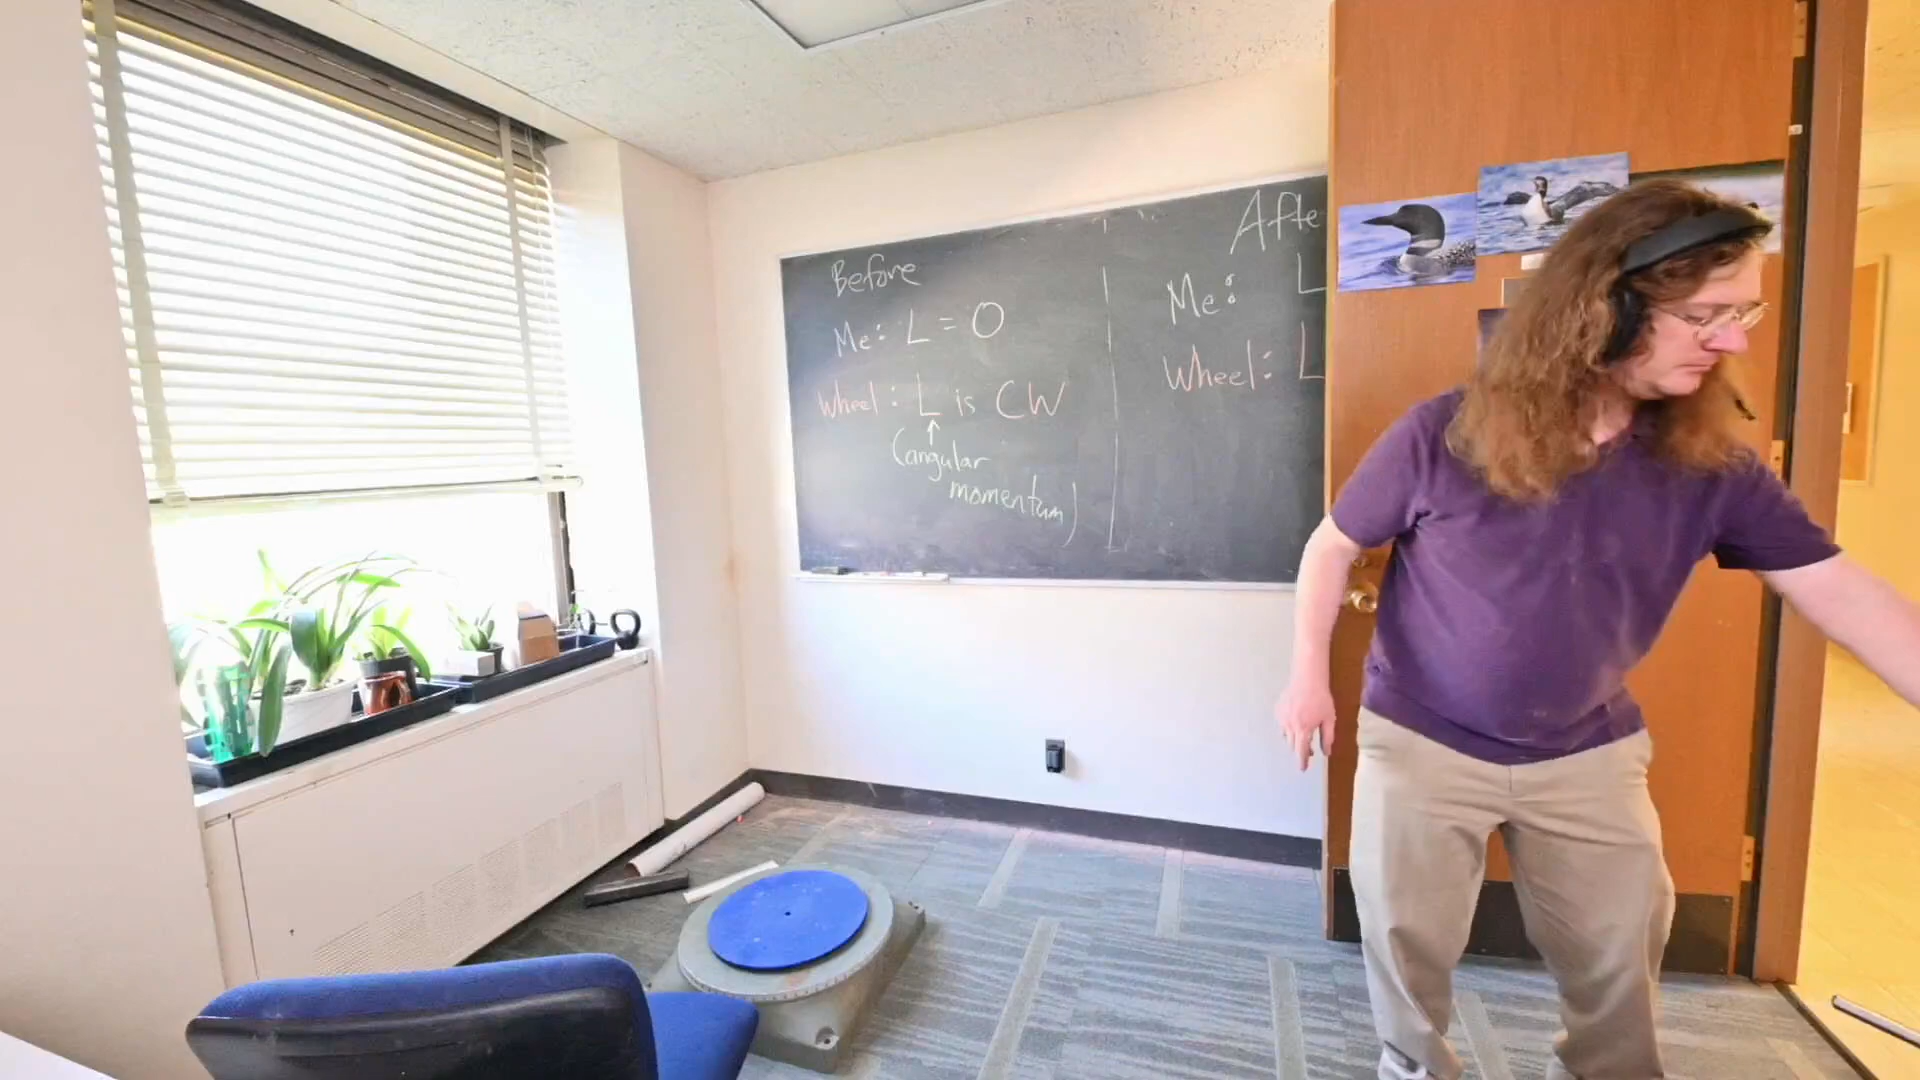 Before
Me: L = 0
Wheel: L is CW
↑
(angular
momentum)
Afte
Me: L
Wheel: L